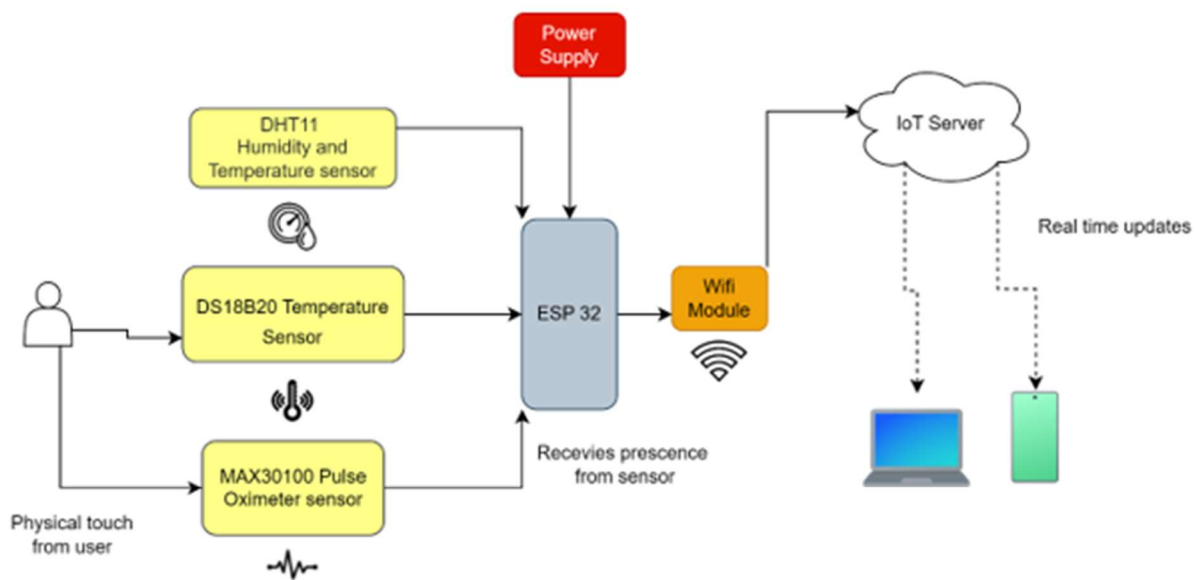 Power
Supply
DHT11
Humidity and
Temperature sensor
IoT Server
Real time updates
DS18B20 Temperature
Sensor
ESP 32
Wifi
Module
MAX30100 Pulse
Oximeter sensor
Recevies prescence
from sensor
Physical touch
from user